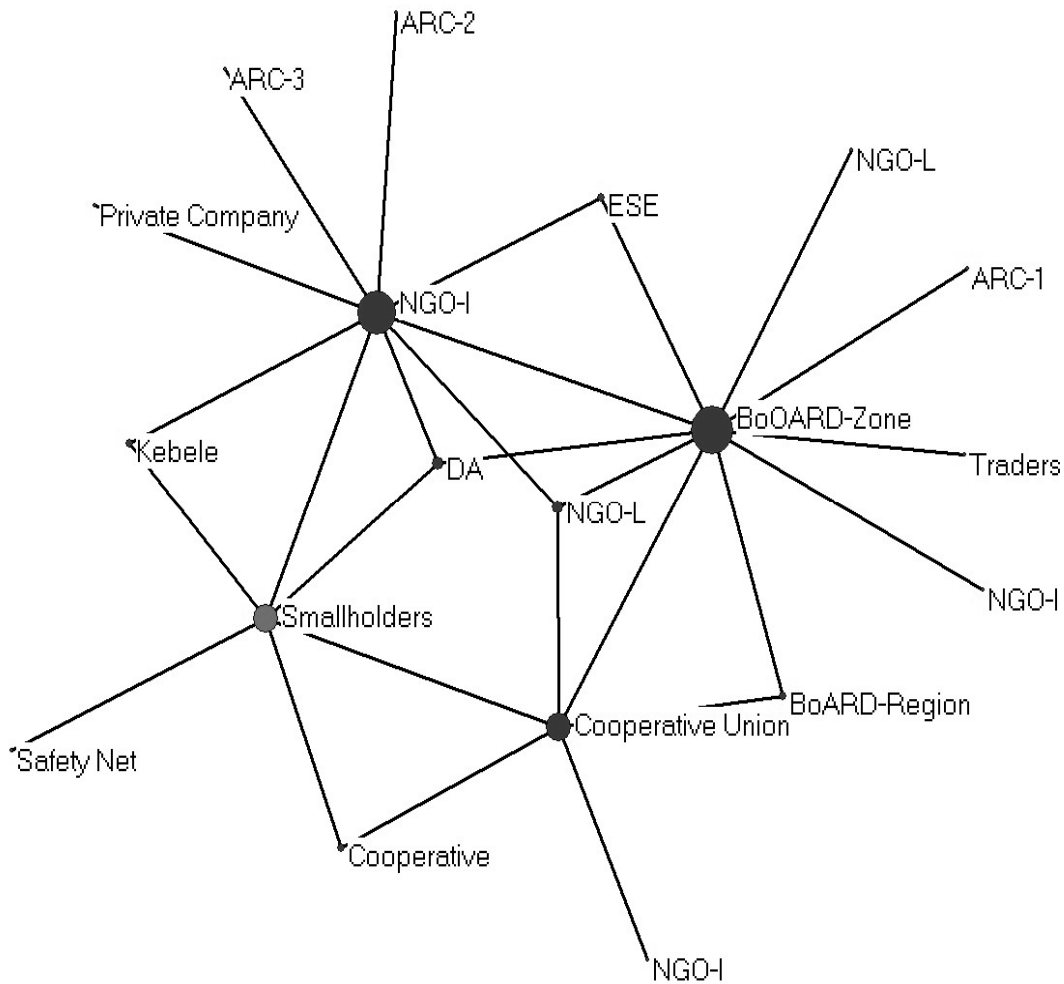 ARC-2
ARC-3
NGO-L
Private Company
ESE
ARC-1
NGO-I
BoOARD-Zone
Kebele
DA
Traders
NGO-L
NGO-I
Smallholders
BoARD-Region
Cooperative Union
Safety Net
Cooperative
NGO-I